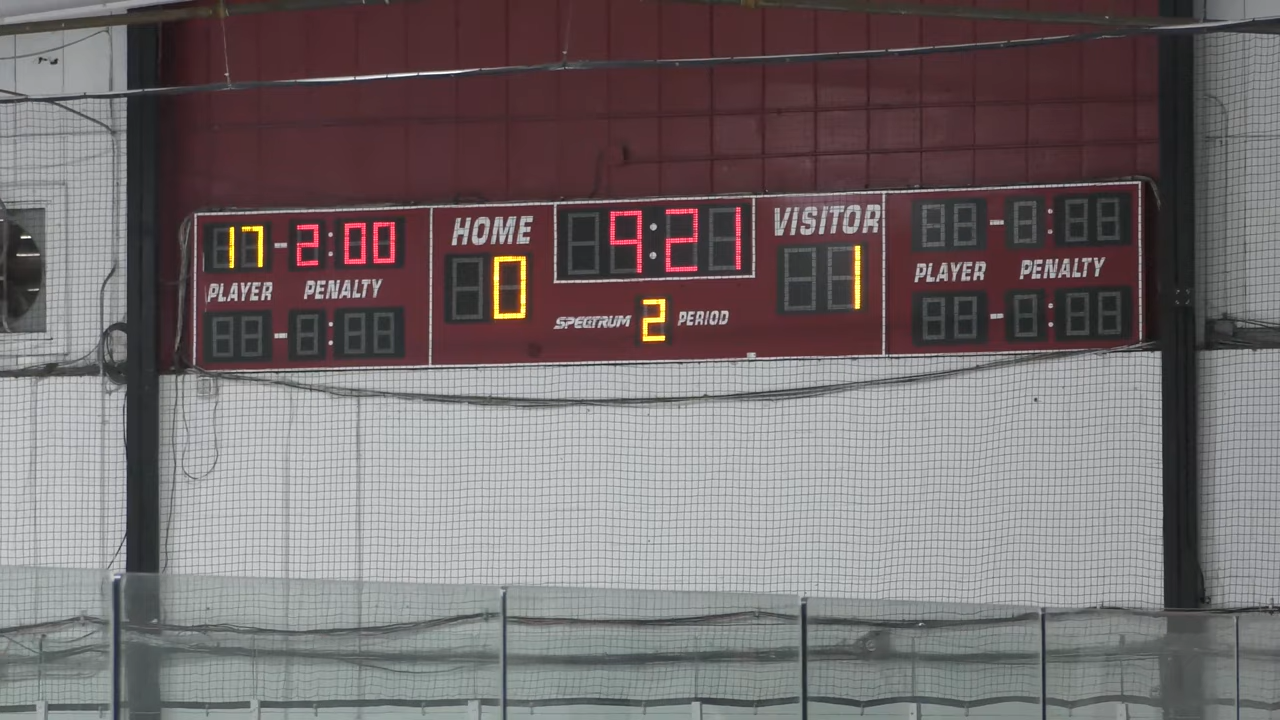 17-2:00
PLAYER PENALTY
HOME
0
9:21
SPECTRUM 2 PERIOD
VISITOR
1
PLAYER PENALTY